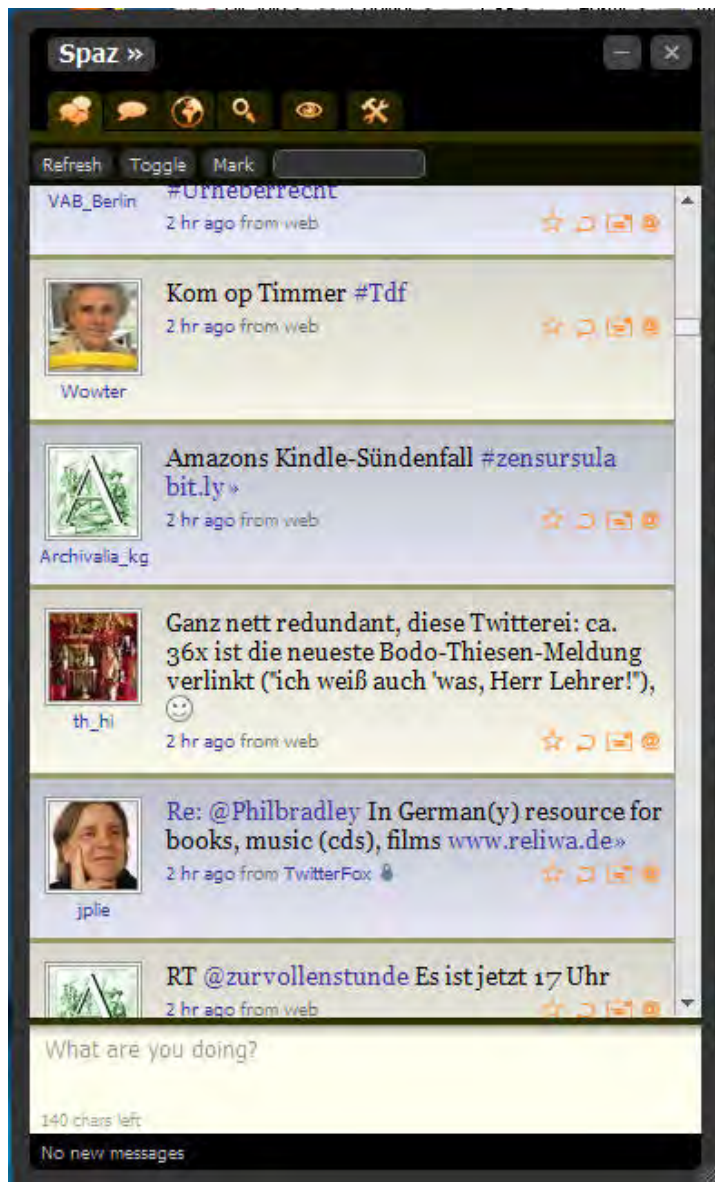 Spaz »
Refresh Toggle Mark
#Urheberrecht
VAB_Berlin
2 hr ago from web
Kom op Timmer #Tdf
2 hr ago from web
Wowter
Amazons Kindle-Sündenfall #zensursula
bit.ly»
2 hr ago from web
Archivalia_kg
Ganz nett redundant, diese Twitterei: ca.
36x ist die neueste Bodo-Thiesen-Meldung
verlinkt ("ich weiß auch 'was, Herr Lehrer!"),
2 hr ago from web
th_hi
Re: @Philbradley In German(y) resource for
books, music (cds), films www.reliwa.de»
2 hr ago from TwitterFox
jplie
RT @zurvollenstunde Es ist jetzt 17 Uhr
2 hr ago from web
What are you doing?
140 chars left
No new messages